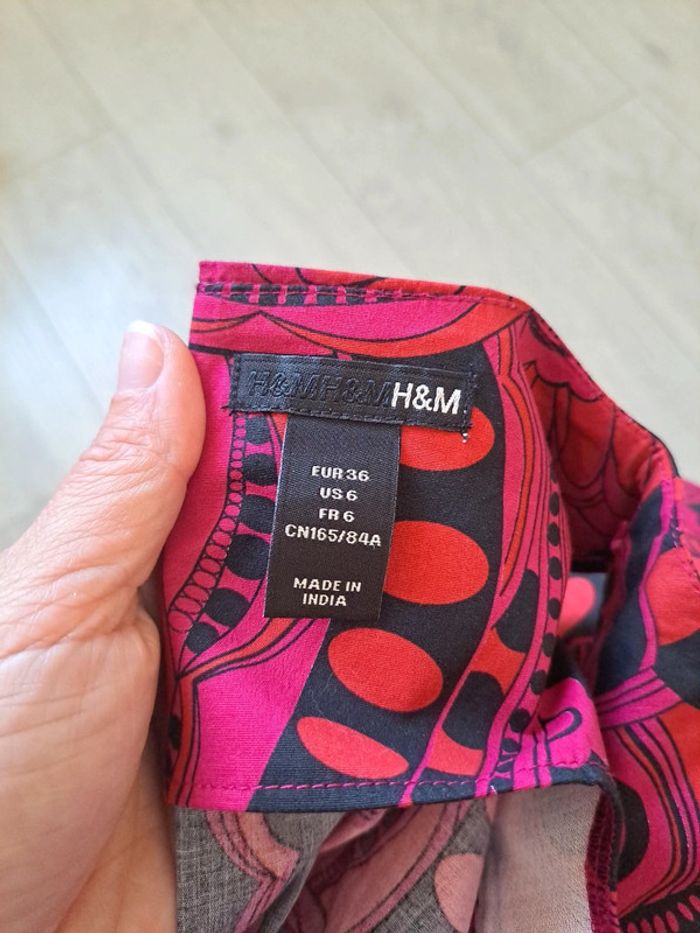 H&MH&MH&M
EUR 36
US 6
FR 6
CN165/84A
MADE IN
INDIA